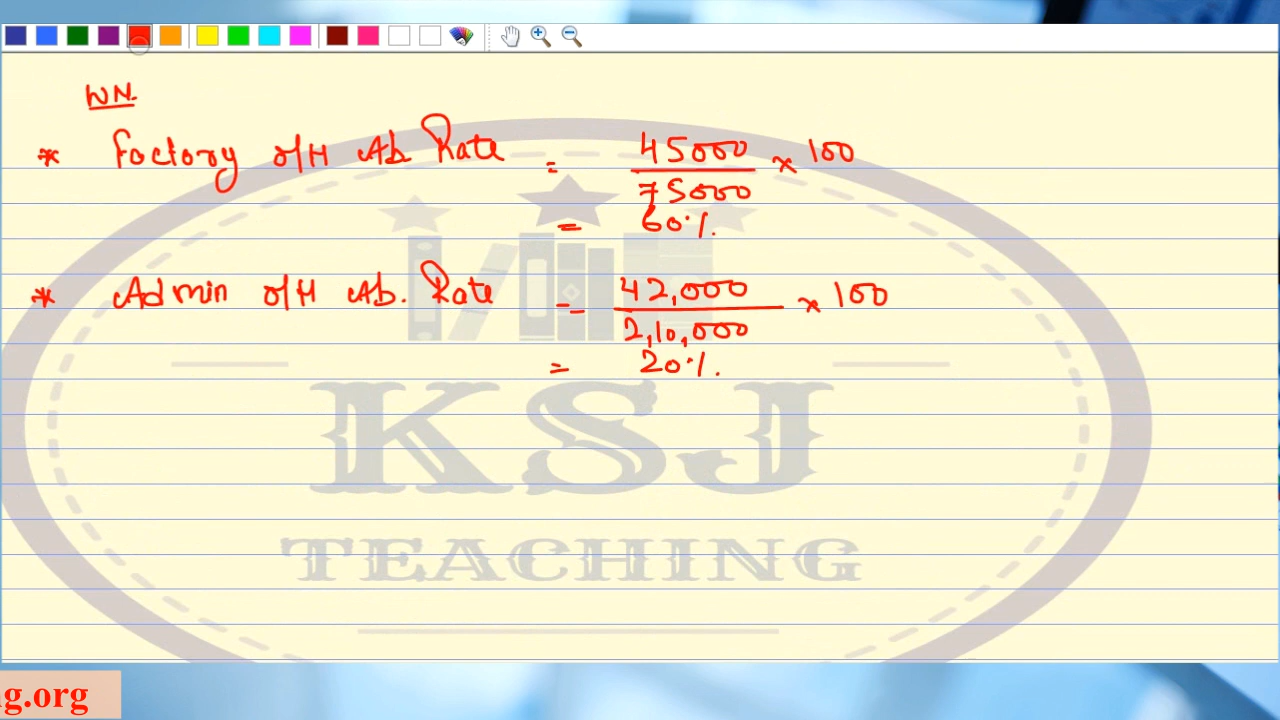 WN.
* Factory O/H Ab Rate = 45000 / 75000 × 100
= 60%.
* Admin O/H Ab. Rate = 42,000 / 2,10,000 × 100
= 20%.
KSJ
TEACHING
g.org